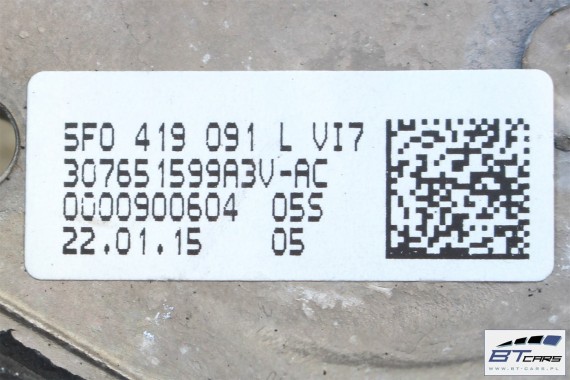 5F0 419 091 L VI7
307651599A3V-AC
0000900604 05S
22.01.15 05
BTCARS
WWW.BT-CARS.PL